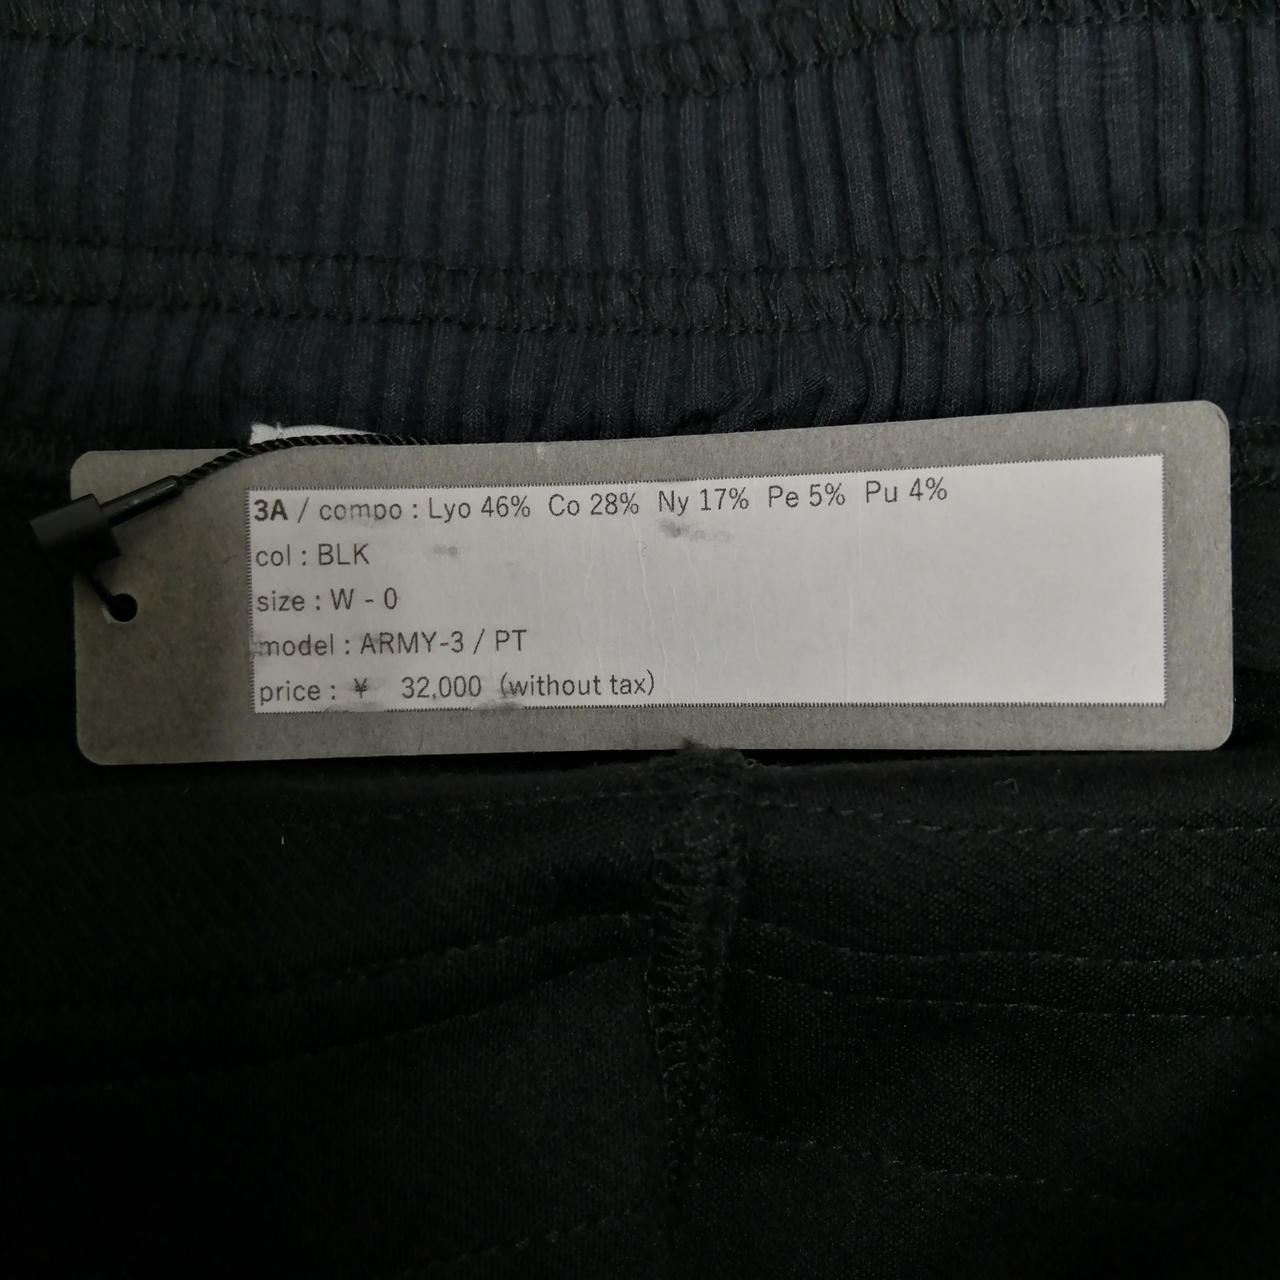 3A / compo : Lyo 46%  Co 28%  Ny 17%  Pe 5%  Pu 4%
col : BLK
size : W - 0
model : ARMY-3 / PT
price : ¥  32,000  (without tax)